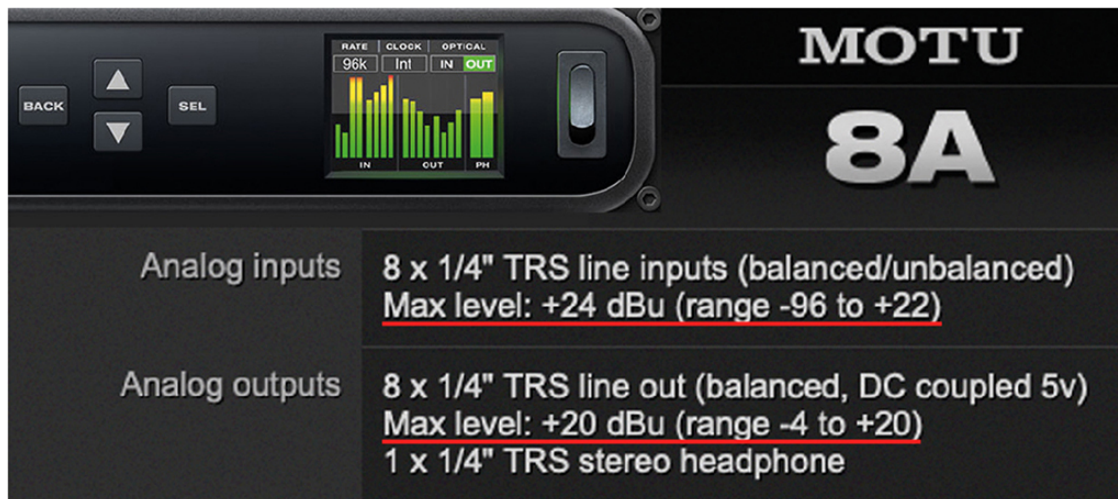 RATE CLOCK OPTICAL
96k Int IN OUT
BACK
SEL
IN OUT PH
MOTU
8A
Analog inputs
8 x 1/4" TRS line inputs (balanced/unbalanced)
Max level: +24 dBu (range -96 to +22)
Analog outputs
8 x 1/4" TRS line out (balanced, DC coupled 5v)
Max level: +20 dBu (range -4 to +20)
1 x 1/4" TRS stereo headphone